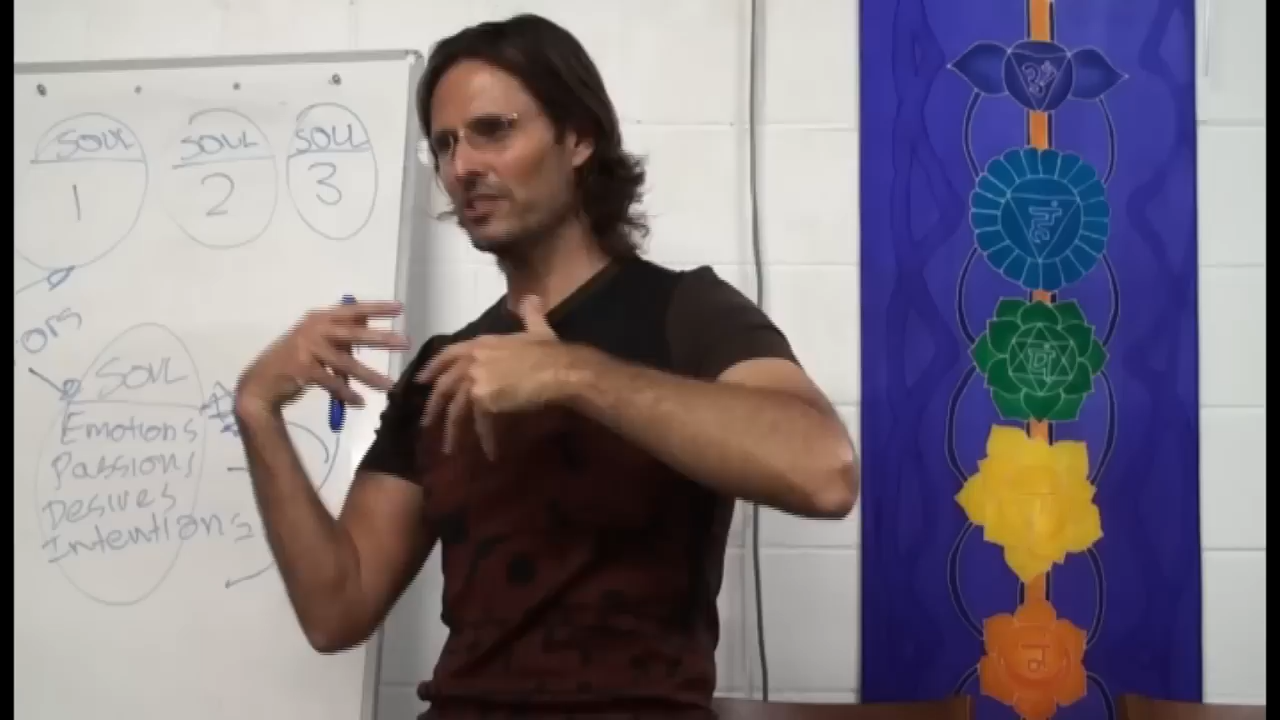 SOUL SOUL SOUL
1 2 3
ors
SOUL
Emotions
Passions
Desires
Intentions
ॐ
हं
यं
वं